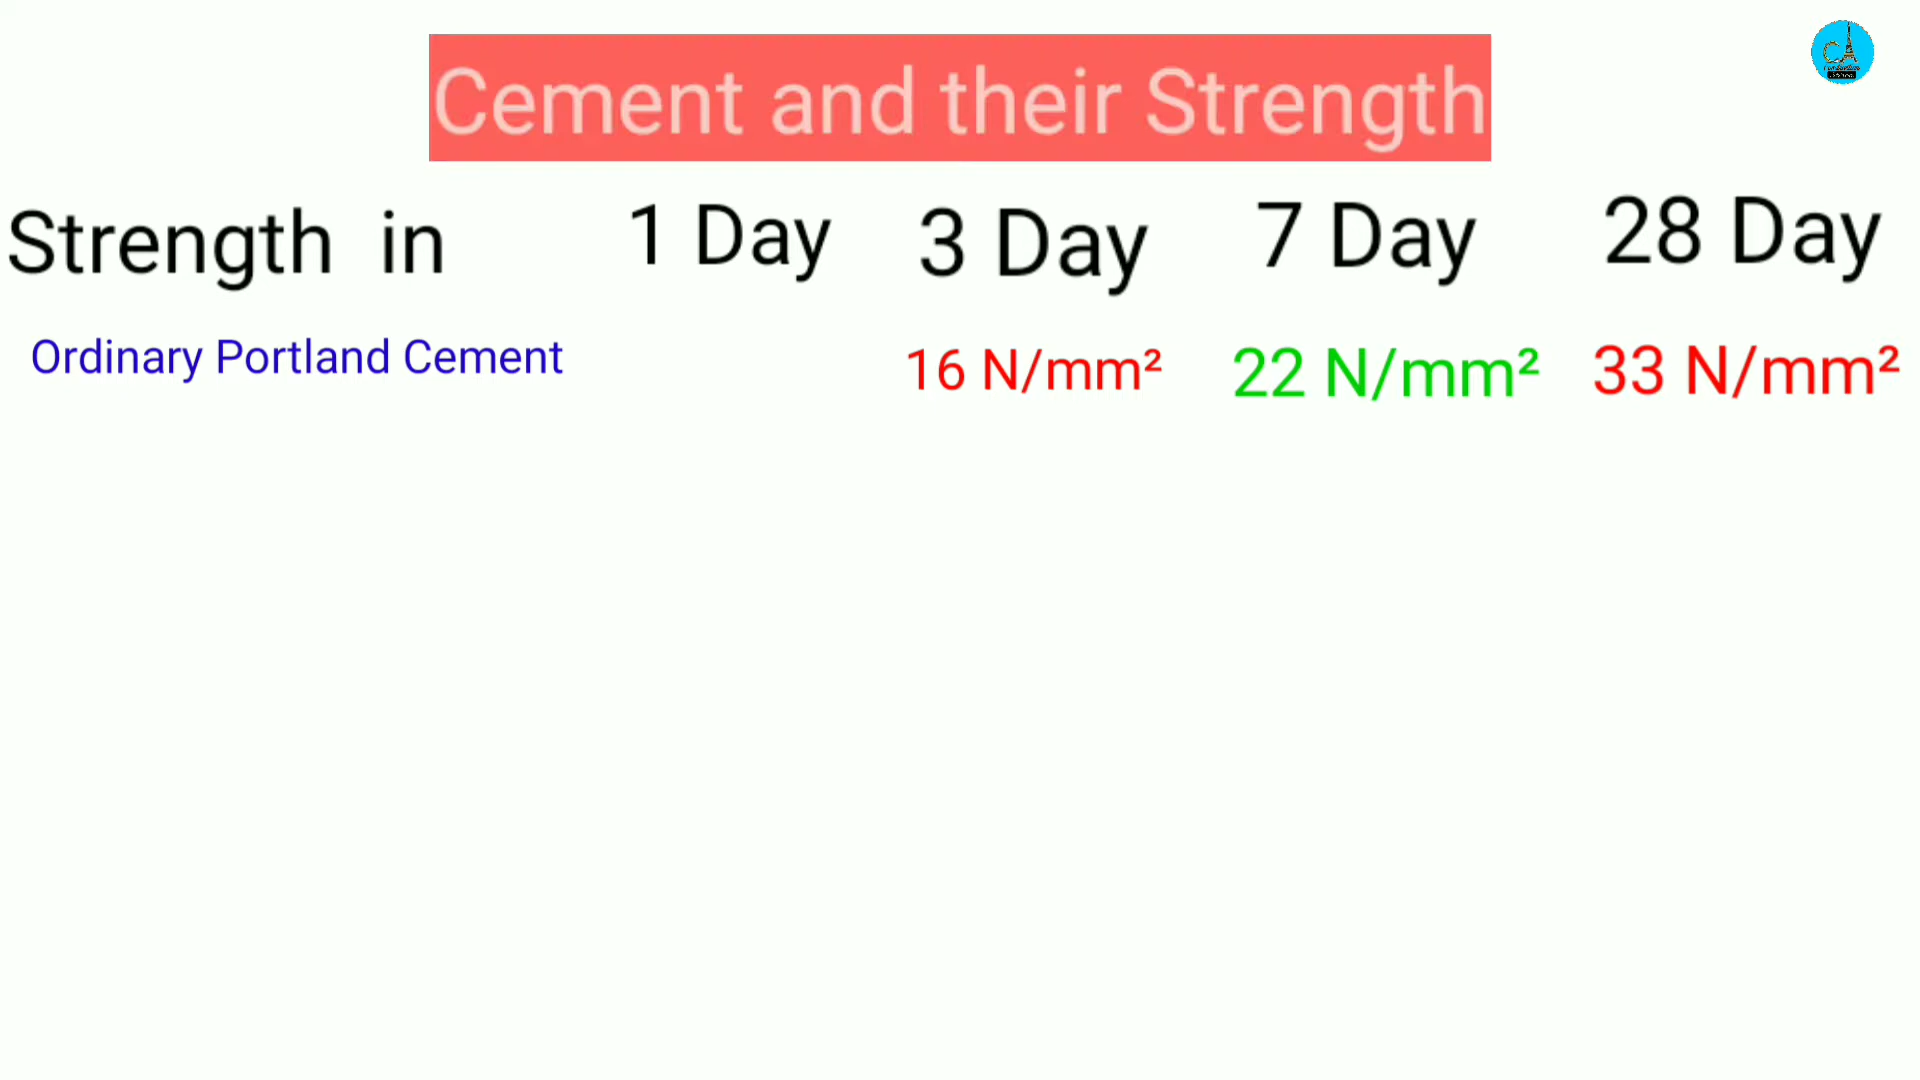 Cement and their Strength
Strength in 1 Day 3 Day 7 Day 28 Day
Ordinary Portland Cement 16 N/mm² 22 N/mm² 33 N/mm²
CA